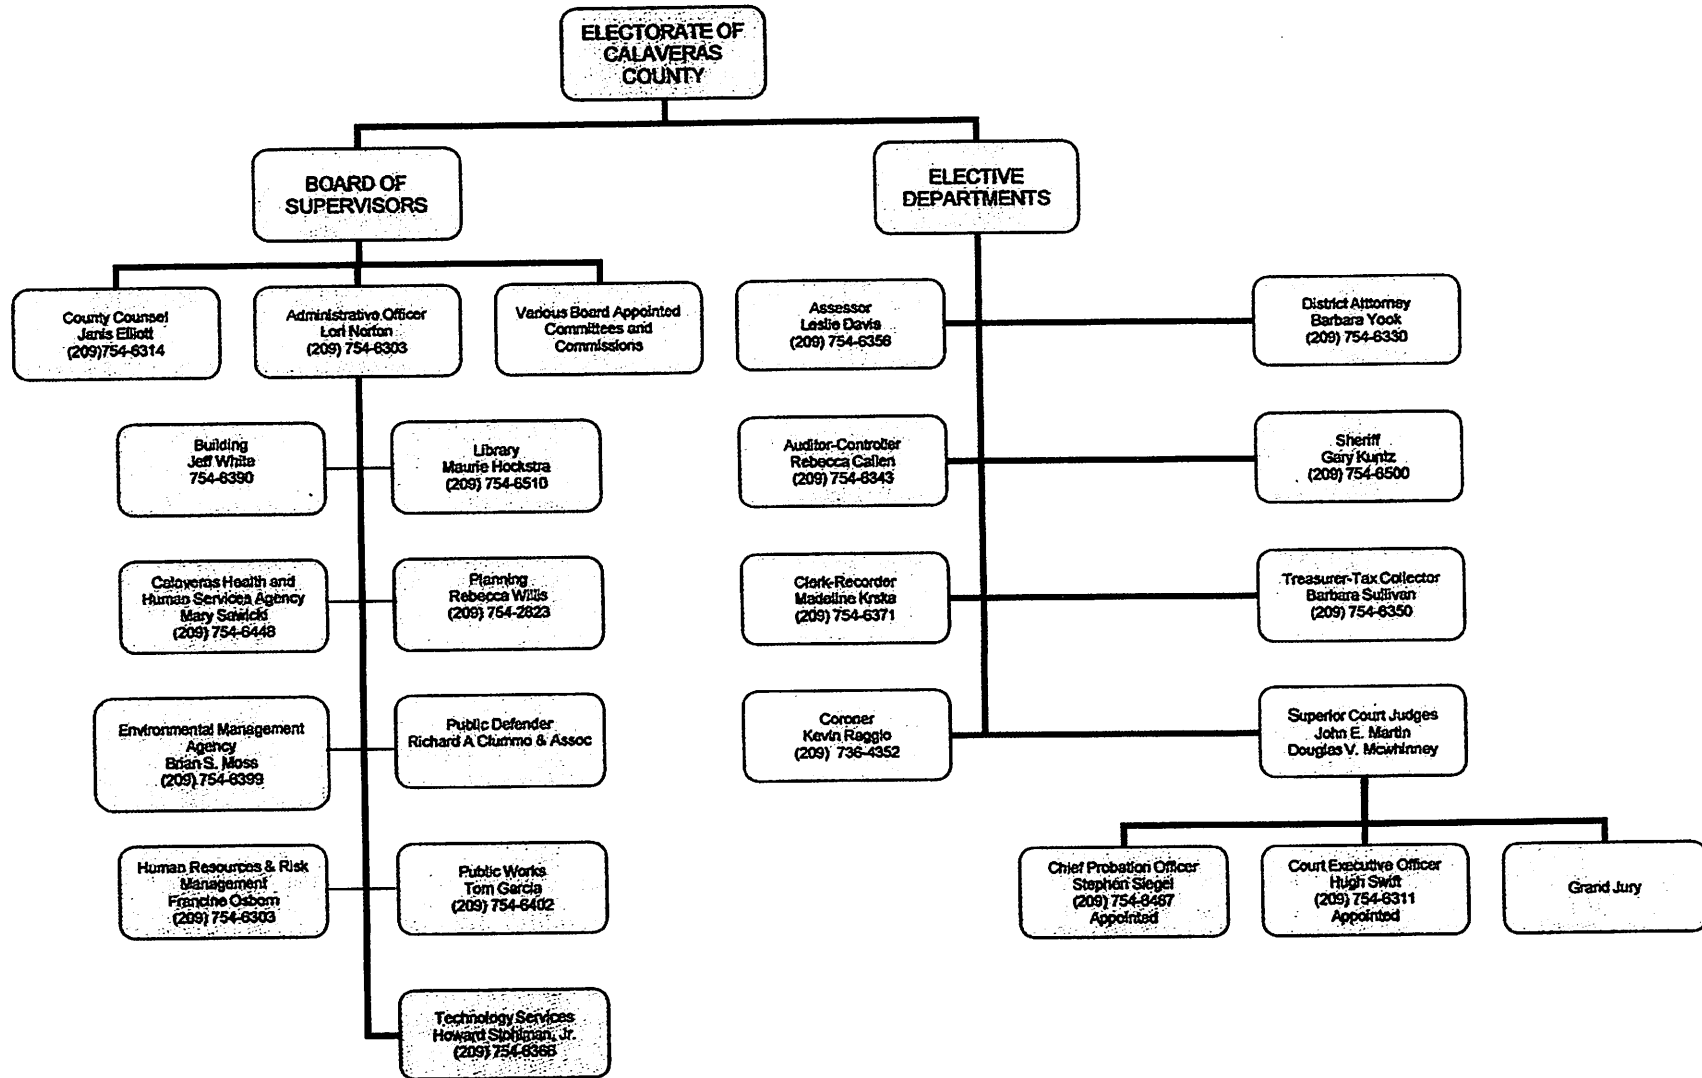 ELECTORATE OF
CALAVERAS
COUNTY
BOARD OF
SUPERVISORS
ELECTIVE
DEPARTMENTS
County Counsel
Janis Elliott
(209)754-6314
Administrative Officer
Lori Norton
(209) 754-6303
Various Board Appointed
Committees and
Commissions
Assessor
Leslie Davis
(209) 754-6356
District Atttorney
Barbara Yook
(209) 754-6330
Building
Jeff White
754-6390
Library
Maurie Hockstra
(209) 754-6510
Auditor-Controller
Rebecca Callen
(209) 754-6343
Sheriff
Gary Kuntz
(209) 754-6500
Calaveras Health and
Human Services Agency
Mary Sawicki
(209) 754-6448
Planning
Rebecca Willis
(209) 754-2823
Clerk-Recorder
Madeline Krska
(209) 754-6371
Treasurer-Tax Collector
Barbara Sullivan
(209) 754-6350
Environmental Management
Agency
Brian S. Moss
(209) 754-6399
Public Defender
Richard A Ciummo & Assoc
Coroner
Kevin Raggio
(209) 736-4352
Superior Court Judges
John E. Martin
Douglas V. Mcwhinney
Human Resources & Risk
Management
Francine Osborn
(209) 754-6303
Public Works
Tom Garcia
(209) 754-6402
Chief Probation Officer
Stephen Siegel
(209) 754-6467
Appointed
Court Executive Officer
Hugh Swift
(209) 754-6311
Appointed
Grand Jury
Technology Services
Howard Stohlman, Jr.
(209) 754-6366